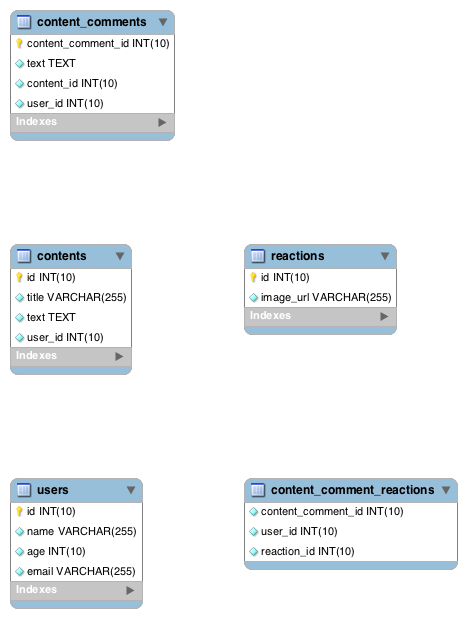 content_comments
content_comment_id INT(10)
text TEXT
content_id INT(10)
user_id INT(10)
Indexes
contents
id INT(10)
title VARCHAR(255)
text TEXT
user_id INT(10)
Indexes
reactions
id INT(10)
image_url VARCHAR(255)
Indexes
users
id INT(10)
name VARCHAR(255)
age INT(10)
email VARCHAR(255)
Indexes
content_comment_reactions
content_comment_id INT(10)
user_id INT(10)
reaction_id INT(10)